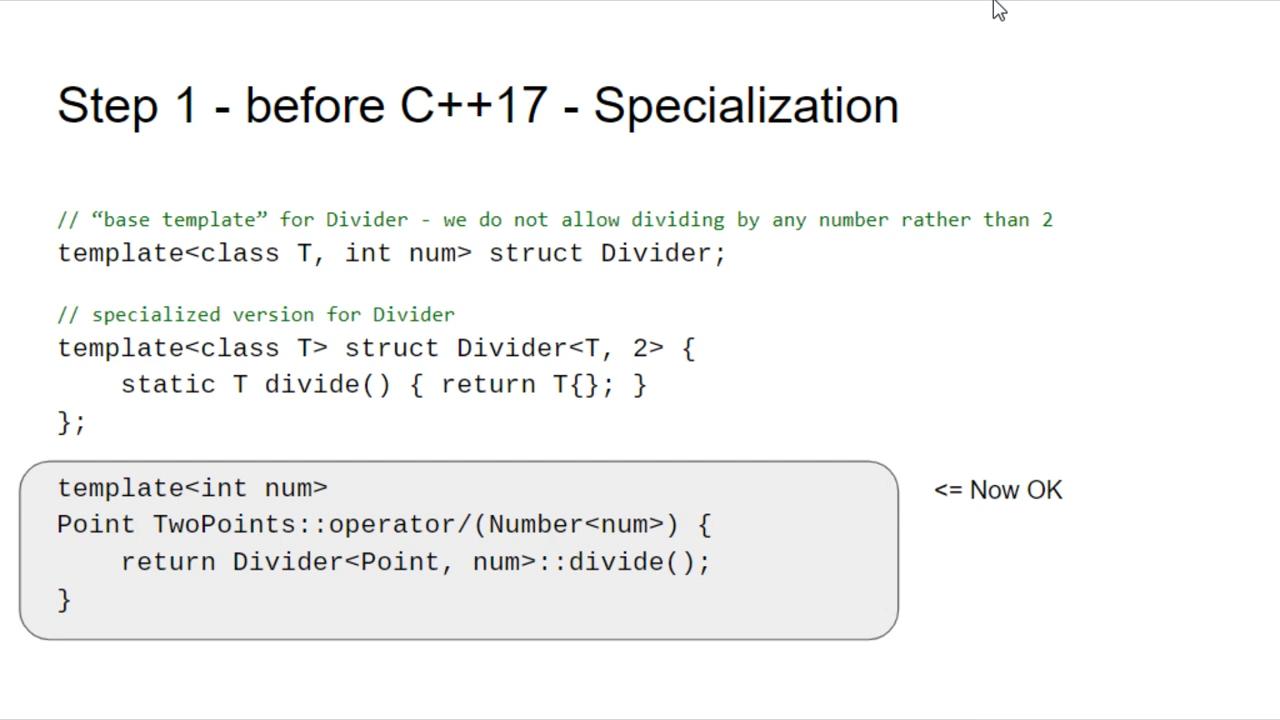 Step 1 - before C++17 - Specialization
// “base template” for Divider - we do not allow dividing by any number rather than 2
template<class T, int num> struct Divider;
// specialized version for Divider
template<class T> struct Divider<T, 2> {
    static T divide() { return T{}; }
};
template<int num>
<= Now OK
Point TwoPoints::operator/(Number<num>) {
    return Divider<Point, num>::divide();
}